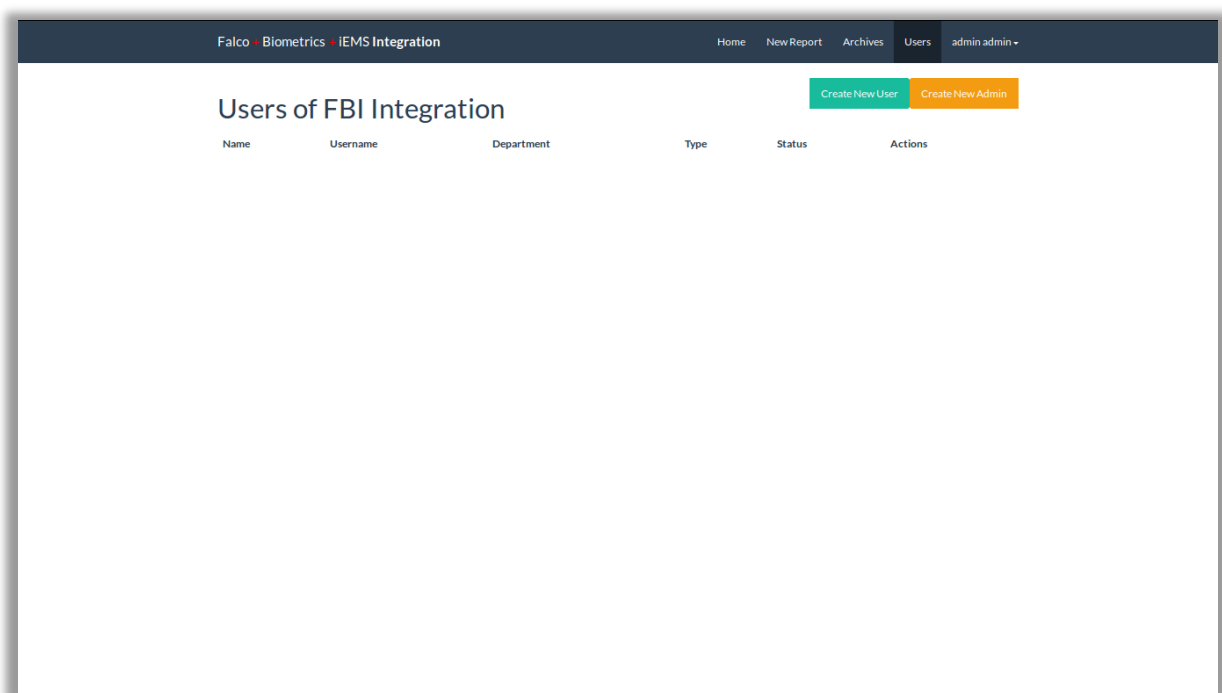 Falco + Biometrics + iEMS Integration Home New Report Archives Users admin admin
Create New User Create New Admin
Users of FBI Integration
Name Username Department Type Status Actions